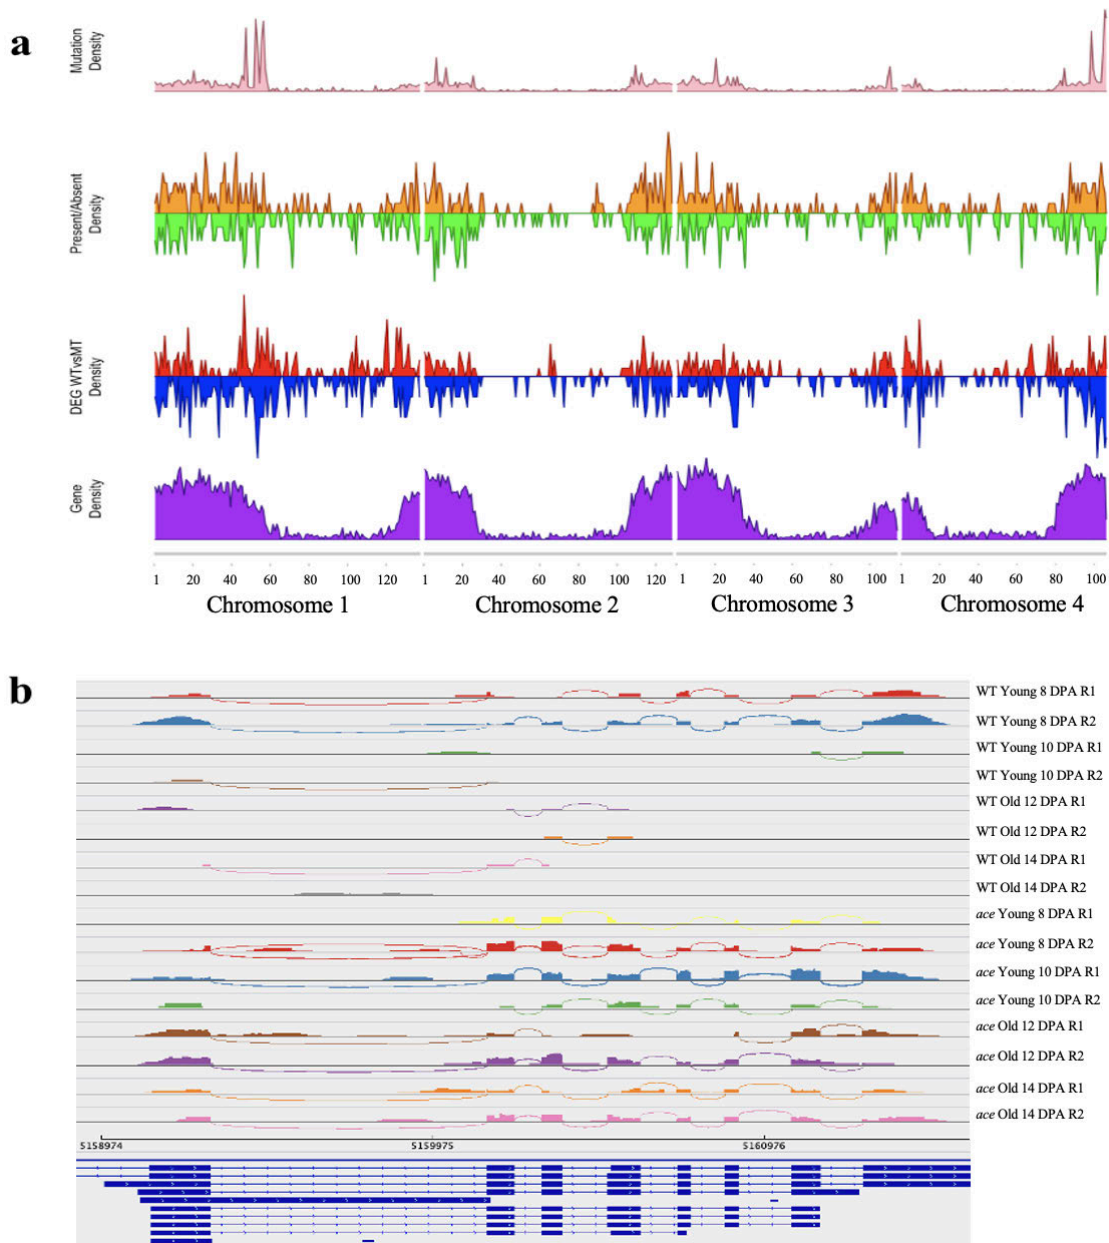 a
Mutation
Density
Present/Absent
Density
DEG WTvsMT
Density
Gene
Density
1 20 40 60 80 100 120 1 20 40 60 80 100 120 1 20 40 60 80 100 1 20 40 60 80 100
Chromosome 1 Chromosome 2 Chromosome 3 Chromosome 4
b
WT Young 8 DPA R1
WT Young 8 DPA R2
WT Young 10 DPA R1
WT Young 10 DPA R2
WT Old 12 DPA R1
WT Old 12 DPA R2
WT Old 14 DPA R1
WT Old 14 DPA R2
ace Young 8 DPA R1
ace Young 8 DPA R2
ace Young 10 DPA R1
ace Young 10 DPA R2
ace Old 12 DPA R1
ace Old 12 DPA R2
ace Old 14 DPA R1
ace Old 14 DPA R2
5158974 5159975 5160976